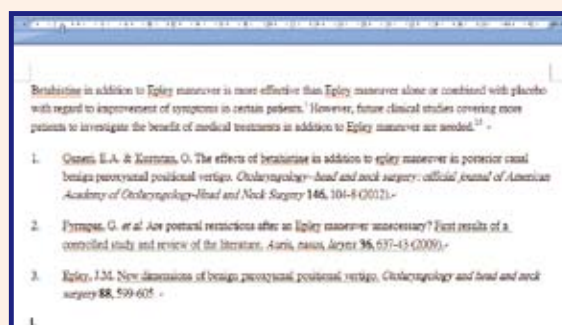 Betahistine in addition to Epley maneuver is more effective than Epley maneuver alone or combined with placebo
with regard to improvement of symptoms in certain patients.¹ However, future clinical studies covering more
patients to investigate the benefit of medical treatments in addition to Epley maneuver are needed.
1. E.A. & O. The effects of betahistine in addition to epley maneuver in posterior canal
benign paroxysmal positional vertigo. Otolaryngology--head and neck surgery: official journal of American
Academy of Otolaryngology-Head and Neck Surgery 146, 104-8 (2012).
2. G. et al. Are postural restrictions after an Epley maneuver unnecessary? First results of a
controlled study and review of the literature. Auris, nasus, larynx 36, 637-43 (2009).
3. Epley, J.M. New dimensions of benign paroxysmal positional vertigo. Otolaryngology and head and neck
surgery 88, 599-605.